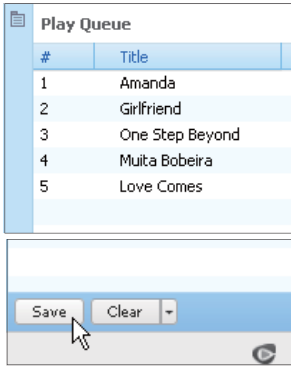 Play Queue
# Title
1 Amanda
2 Girlfriend
3 One Step Beyond
4 Muita Bobeira
5 Love Comes
Save Clear